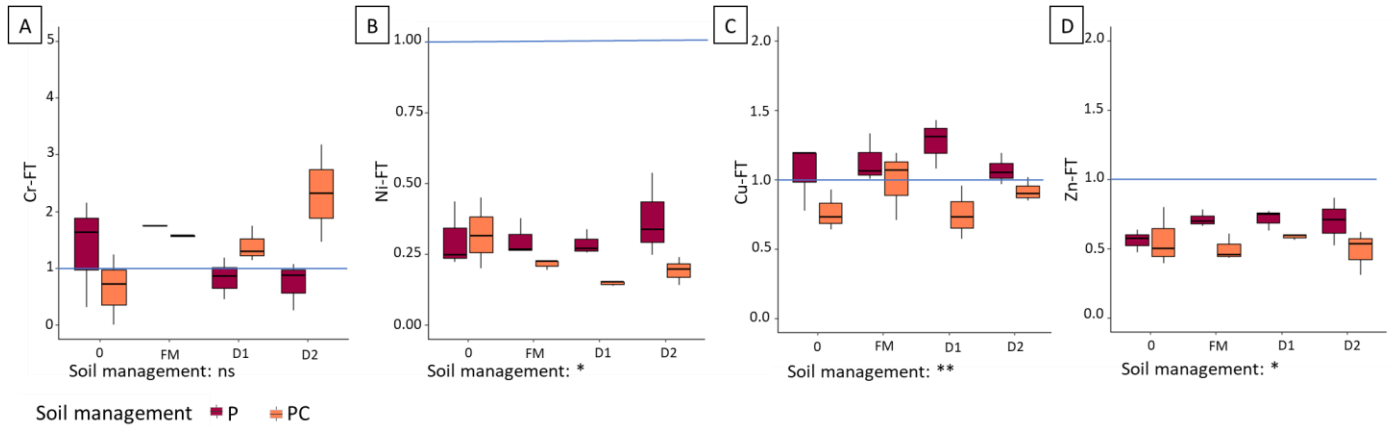 A
Cr-FT
5
4
3
2
1
0
0 FM D1 D2
Soil management: ns
B
Ni-FT
1.00
0.75
0.50
0.25
0.00
0 FM D1 D2
Soil management: *
C
Cu-FT
2.0
1.5
1.0
0.5
0.0
0 FM D1 D2
Soil management: **
D
Zn-FT
2.0
1.5
1.0
0.5
0.0
0 FM D1 D2
Soil management: *
Soil management P PC